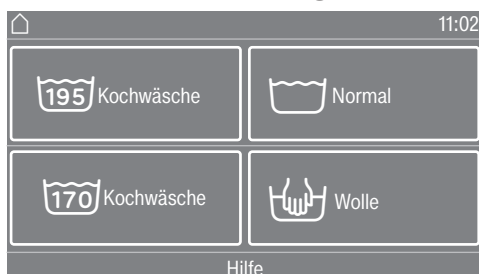 11:02
195 Kochwäsche
Normal
170 Kochwäsche
Wolle
Hilfe